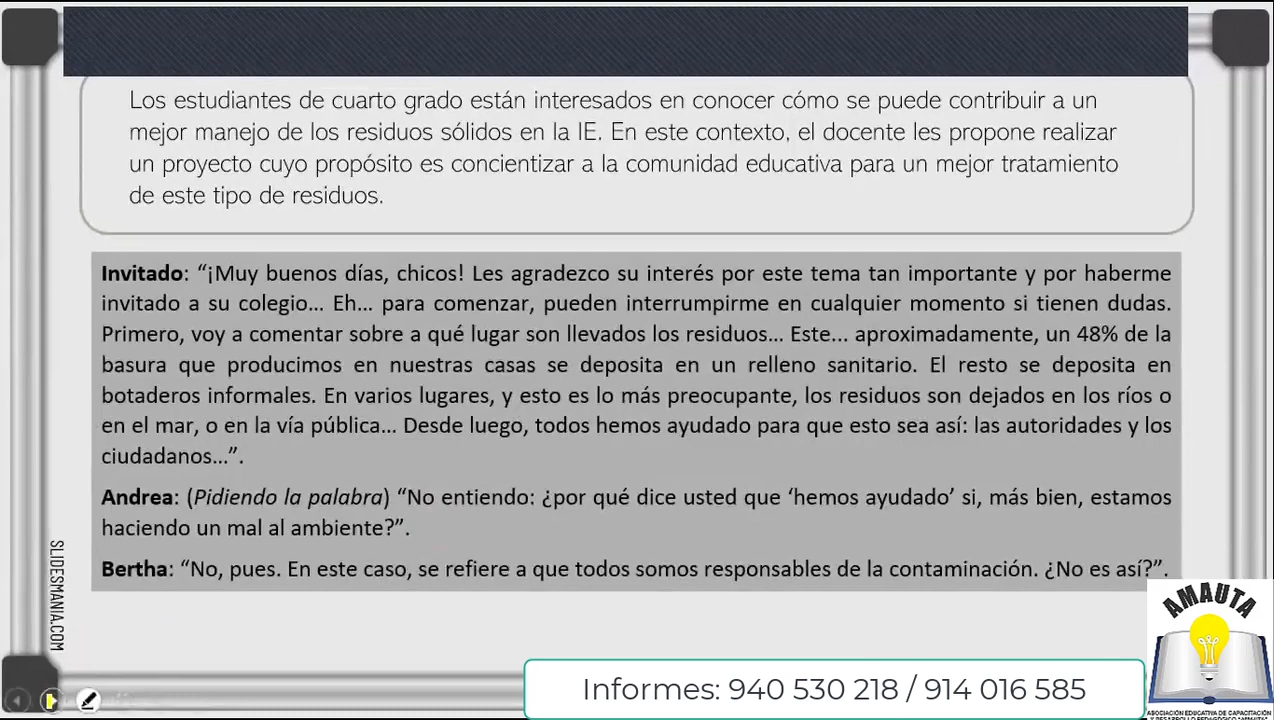 Los estudiantes de cuarto grado están interesados en conocer cómo se puede contribuir a un
mejor manejo de los residuos sólidos en la IE. En este contexto, el docente les propone realizar
un proyecto cuyo propósito es concientizar a la comunidad educativa para un mejor tratamiento
de este tipo de residuos.
Invitado: “¡Muy buenos días, chicos! Les agradezco su interés por este tema tan importante y por haberme
invitado a su colegio... Eh... para comenzar, pueden interrumpirme en cualquier momento si tienen dudas.
Primero, voy a comentar sobre a qué lugar son llevados los residuos... Este... aproximadamente, un 48% de la
basura que producimos en nuestras casas se deposita en un relleno sanitario. El resto se deposita en
botaderos informales. En varios lugares, y esto es lo más preocupante, los residuos son dejados en los ríos o
en el mar, o en la vía pública... Desde luego, todos hemos ayudado para que esto sea así: las autoridades y los
ciudadanos...”.
Andrea: (Pidiendo la palabra) “No entiendo: ¿por qué dice usted que ‘hemos ayudado’ si, más bien, estamos
haciendo un mal al ambiente?”.
Bertha: “No, pues. En este caso, se refiere a que todos somos responsables de la contaminación. ¿No es así?”.
SLIDESMANIA.COM
AMAUTA
ASOCIACIÓN EDUCATIVA DE CAPACITACIÓN
Y DESARROLLO PEDAGÓGICO "AMAUTA"
Informes: 940 530 218 / 914 016 585